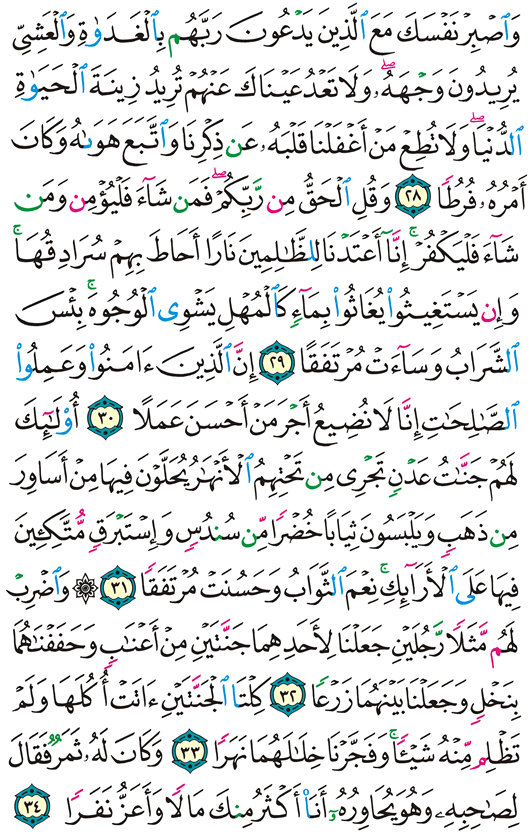 وَٱصۡبِرۡ نَفۡسَكَ مَعَ ٱلَّذِينَ يَدۡعُونَ رَبَّهُم بِٱلۡغَدَوٰةِ وَٱلۡعَشِيِّ
يُرِيدُونَ وَجۡهَهُۥۖ وَلَا تَعۡدُ عَيۡنَاكَ عَنۡهُمۡ تُرِيدُ زِينَةَ ٱلۡحَيَوٰةِ
ٱلدُّنۡيَاۖ وَلَا تُطِعۡ مَنۡ أَغۡفَلۡنَا قَلۡبَهُۥ عَن ذِكۡرِنَا وَٱتَّبَعَ هَوَىٰهُ وَكَانَ
أَمۡرُهُۥ فُرُطٗا ٢٨ وَقُلِ ٱلۡحَقُّ مِن رَّبِّكُمۡۖ فَمَن شَآءَ فَلۡيُؤۡمِن وَمَن
شَآءَ فَلۡيَكۡفُرۡۚ إِنَّآ أَعۡتَدۡنَا لِلظَّٰلِمِينَ نَارًا أَحَاطَ بِهِمۡ سُرَادِقُهَاۚ
وَإِن يَسۡتَغِيثُواْ يُغَاثُواْ بِمَآءٖ كَٱلۡمُهۡلِ يَشۡوِي ٱلۡوُجُوهَۚ بِئۡسَ
ٱلشَّرَابُ وَسَآءَتۡ مُرۡتَفَقًا ٢٩ إِنَّ ٱلَّذِينَ ءَامَنُواْ وَعَمِلُواْ
ٱلصَّٰلِحَٰتِ إِنَّا لَا نُضِيعُ أَجۡرَ مَنۡ أَحۡسَنَ عَمَلًا ٣٠ أُوْلَٰٓئِكَ
لَهُمۡ جَنَّٰتُ عَدۡنٖ تَجۡرِي مِن تَحۡتِهِمُ ٱلۡأَنۡهَٰرُ يُحَلَّوۡنَ فِيهَا مِنۡ أَسَاوِرَ
مِن ذَهَبٖ وَيَلۡبَسُونَ ثِيَابًا خُضۡرٗا مِّن سُندُسٖ وَإِسۡتَبۡرَقٖ مُّتَّكِـِٔينَ
فِيهَا عَلَى ٱلۡأَرَآئِكِۚ نِعۡمَ ٱلثَّوَابُ وَحَسُنَتۡ مُرۡتَفَقٗا ٣١ ۞ وَٱضۡرِبۡ
لَهُم مَّثَلٗا رَّجُلَيۡنِ جَعَلۡنَا لِأَحَدِهِمَا جَنَّتَيۡنِ مِنۡ أَعۡنَٰبٖ وَحَفَفۡنَٰهُمَا
بِنَخۡلٖ وَجَعَلۡنَا بَيۡنَهُمَا زَرۡعٗا ٣٢ كِلۡتَا ٱلۡجَنَّتَيۡنِ ءَاتَتۡ أُكُلَهَا وَلَمۡ
تَظۡلِم مِّنۡهُ شَيۡـٔٗاۚ وَفَجَّرۡنَا خِلَٰلَهُمَا نَهَرٗا ٣٣ وَكَانَ لَهُۥ ثَمَرٞ فَقَالَ
لِصَٰحِبِهِۦ وَهُوَ يُحَاوِرُهُۥٓ أَنَا۠ أَكۡثَرُ مِنكَ مَالٗا وَأَعَزُّ نَفَرٗا ٣٤